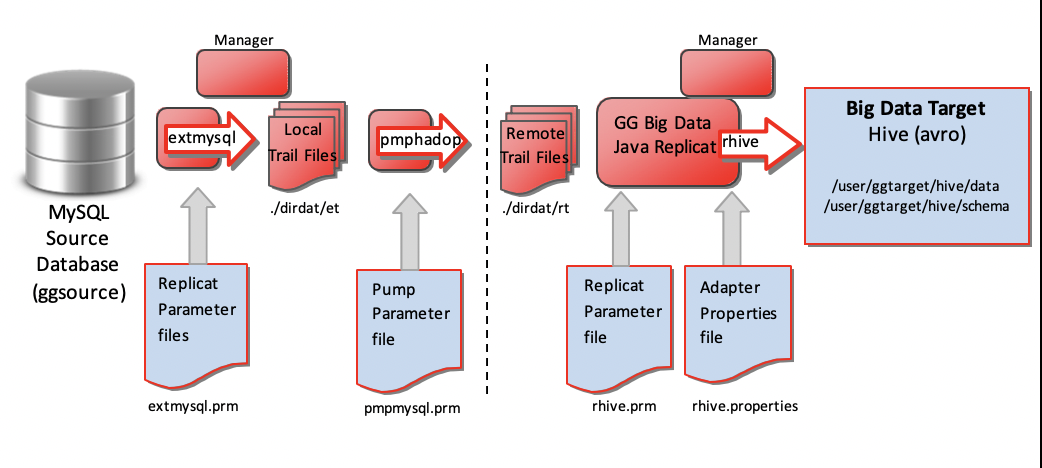 Manager
Manager
extmysql
Local
Trail Files
pmphadop
Remote
Trail Files
GG Big Data
Java Replicat
rhive
Big Data Target
Hive (avro)
/user/ggtarget/hive/data
/user/ggtarget/hive/schema
./dirdat/et
./dirdat/rt
MySQL
Source
Database
(ggsource)
Replicat
Parameter
files
Pump
Parameter
file
Replicat
Parameter
file
Adapter
Properties
file
extmysql.prm
pmpmysql.prm
rhive.prm
rhive.properties